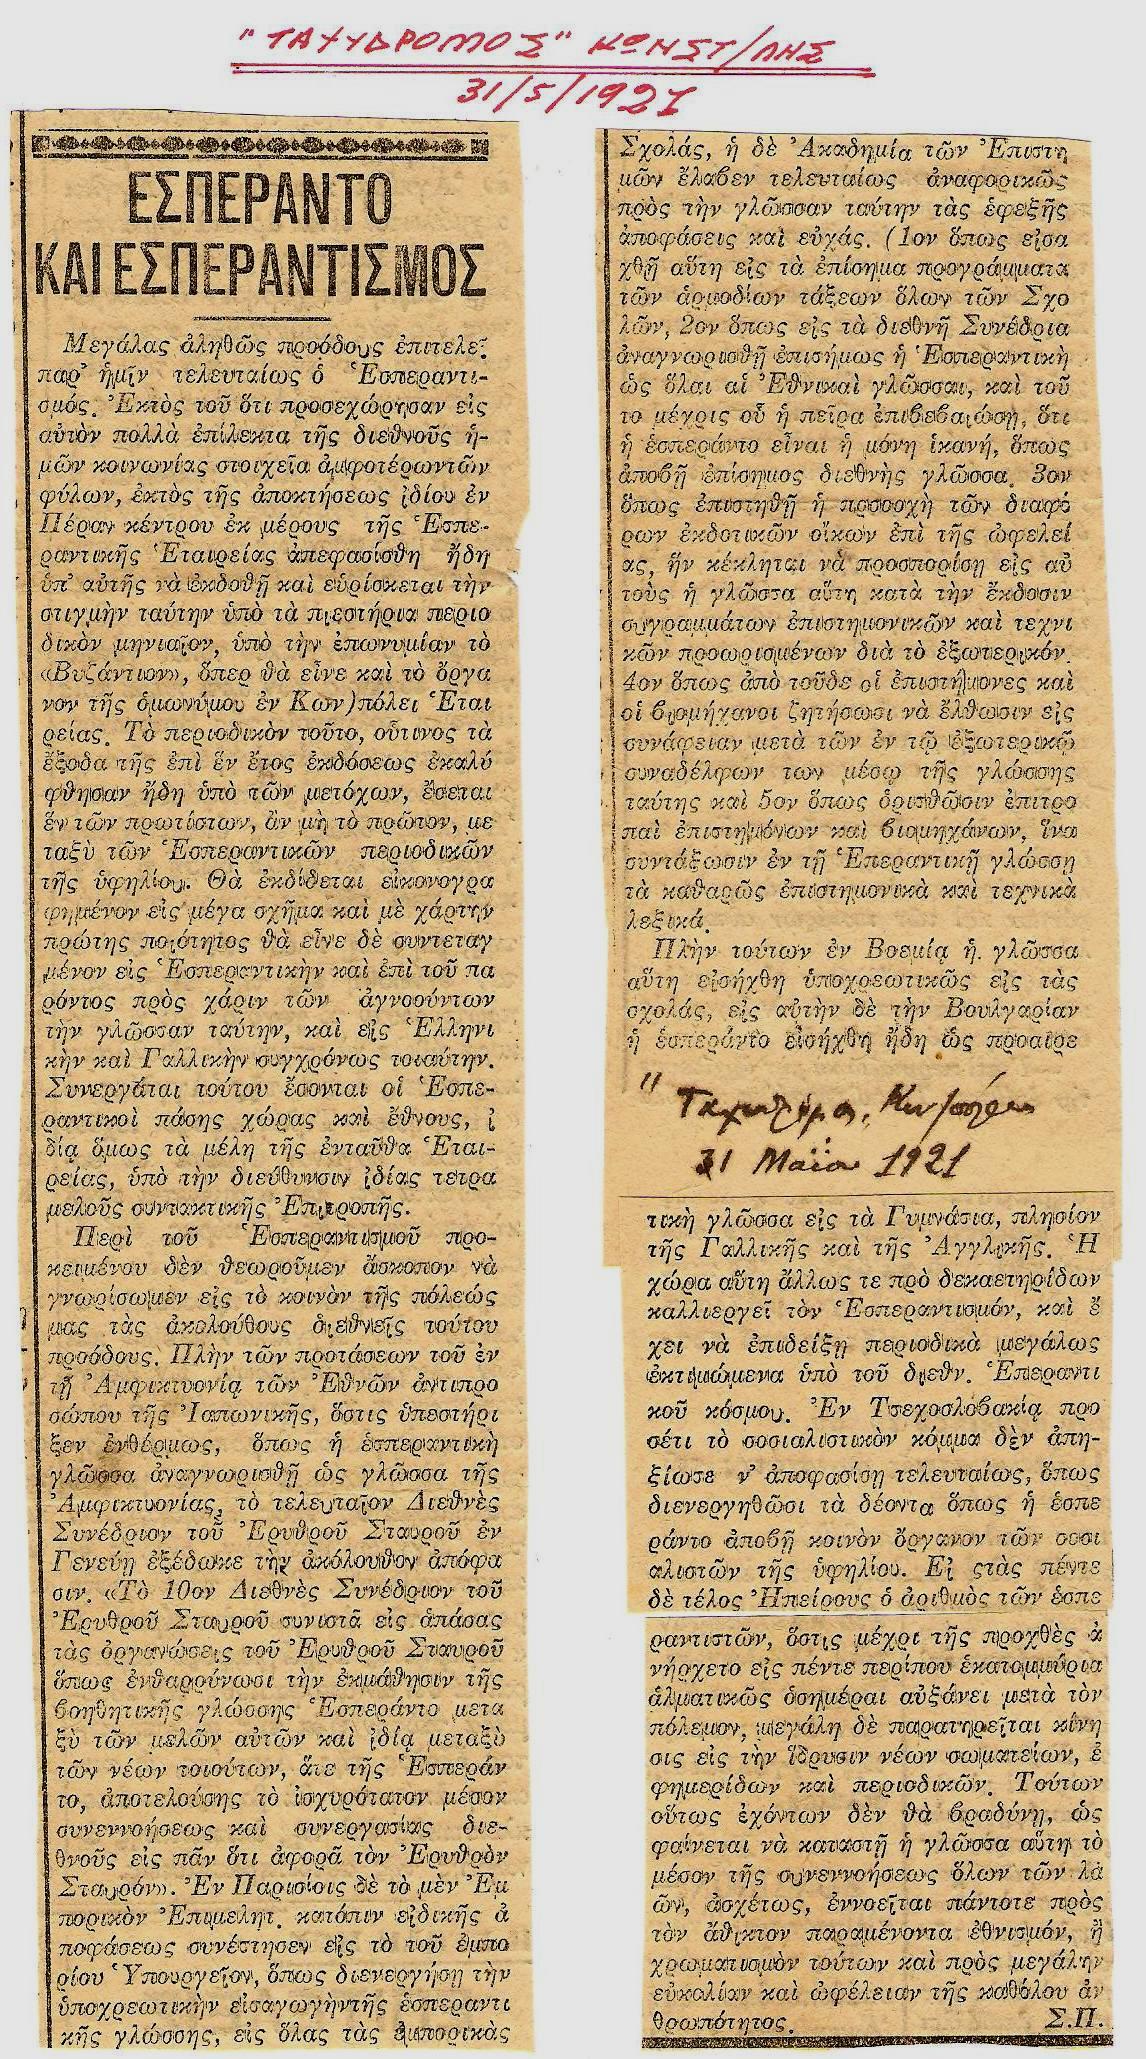 "ΤΑΧΥΔΡΟΜΟΣ" ΚΩΝΣΤ/ΛΗΣ
31/5/1921
ΕΣΠΕΡΑΝΤΟ
ΚΑΙ ΕΣΠΕΡΑΝΤΙΣΜΟΣ
Μεγάλας ἀληθῶς προόδους ἐπιτελεῖ
παρ' ἡμῖν τελευταίως ὁ Ἐσπεραντι-
σμός. Ἐκτὸς τοῦ ὅτι προσεχώρησαν εἰς
αὐτὸν πολλὰ ἐπίλεκτα τῆς διεθνοῦς ἡ-
μῶν κοινωνίας στοιχεῖα ἀμφοτέρωντῶν
φύλων, ἐκτὸς τῆς ἀποκτήσεως ἰδίου ἐν
Πέραν κέντρου ἐκ μέρους τῆς Ἑσπε-
ραντικῆς Ἑταιρείας ἀπεφασίσθη ἤδη
ὑπ' αὐτῆς νὰ ἐκδοθῇ καὶ εὑρίσκεται τὴν
στιγμὴν ταύτην ὑπὸ τὰ πιεστήρια περιο
δικὸν μηνιαῖον, ὑπὸ τὴν ἐπωνυμίαν τὸ
«Βυζάντιον», ὅπερ θὰ εἶνε καὶ τὸ ὄργα
νον τῆς ὁμωνύμου ἐν Κων)πόλει Ἑται
ρείας. Τὸ περιοδικὸν τοῦτο, οὗτινος τὰ
ἔξοδα τῆς ἐπὶ ἓν ἔτος ἐκδόσεως ἐκαλύ
φθησαν ἤδη ὑπὸ τῶν μετόχων, ἔσεται
ἓν τῶν πρωτίστων, ἂν μὴ τὸ πρῶτον, με
ταξὺ τῶν Ἑσπεραντικῶν περιοδικῶν
τῆς ὑφηλίου. Θὰ ἐκδίδεται εἰκονογρα
φημένον εἰς μέγα σχῆμα καὶ μὲ χάρτην
πρώτης ποιότητος θὰ εἶνε δὲ συντεταγ
μένον εἰς Ἑσπεραντικὴν καὶ ἐπὶ τοῦ πα
ρόντος πρὸς χάριν τῶν ἀγνοούντων
τὴν γλῶσσαν ταύτην, καὶ εἰς Ἑλληνι
κὴν καὶ Γαλλικὴν συγχρόνως τοιαύτην.
Συνεργάται τούτου ἔσονται οἱ Ἑσπε-
ραντικοὶ πάσης χώρας καὶ ἔθνους, ἰ
δίᾳ ὅμως τὰ μέλη τῆς ἐνταῦθα Ἑται-
ρείας, ὑπὸ τὴν διεύθυνσιν ἰδίας τετρα
μελοῦς συντακτικῆς Ἐπιτροπῆς.
Περὶ τοῦ Ἑσπεραντισμοῦ προ-
κειμένου δὲν θεωροῦμεν ἄσκοπον νὰ
γνωρίσωμεν εἰς τὸ κοινὸν τῆς πόλεώς
μας τὰς ἀκολούθους διεθνεῖς τούτου
προόδους. Πλὴν τῶν προτάσεων τοῦ ἐν
τῇ Ἀμφικτυονίᾳ τῶν Ἐθνῶν ἀντιπρο
σώπου τῆς Ἰαπωνικῆς, ὅστις ὑπεστήρι
ξεν ἐνθέρμως, ὅπως ἡ ἑσπεραντικὴ
γλῶσσα ἀναγνωρισθῇ ὡς γλῶσσα τῆς
Ἀμφικτυονίας, τὸ τελευταῖον Διεθνὲς
Συνέδριον τοῦ Ἐρυθροῦ Σταυροῦ ἐν
Γενεύῃ ἐξέδωκε τὴν ἀκόλουθον ἀπόφα
σιν. «Τὸ 10ον Διεθνὲς Συνέδριον τοῦ
Ἐρυθροῦ Σταυροῦ συνιστᾷ εἰς ἁπάσας
τὰς ὀργανώσεις τοῦ Ἐρυθροῦ Σταυροῦ
ὅπως ἐνθαρρύνωσι τὴν ἐκμάθησιν τῆς
βοηθητικῆς γλώσσης Ἑσπεράντο μετα
ξὺ τῶν μελῶν αὐτῶν καὶ ἰδίᾳ μεταξὺ
τῶν νέων τοιούτων, ἅτε τῆς Ἑσπεράν
το, ἀποτελούσης τὸ ἰσχυρότατον μέσον
συνεννοήσεως καὶ συνεργασίας διε-
θνοῦς εἰς πᾶν ὅτι ἀφορᾷ τὸν Ἐρυθρὸν
Σταυρόν». Ἐν Παρισίοις δὲ τὸ μὲν Ἐμ
πορικὸν Ἐπιμελητ. κατόπιν εἰδικῆς ἀ
ποφάσεως συνέστησεν εἰς τὸ τοῦ ἐμπο
ρίου Ὑπουργεῖον, ὅπως διενεργήσῃ τὴν
ὑποχρεωτικὴν εἰσαγωγὴντῆς ἑσπεραντι
κῆς γλώσσης, εἰς ὅλας τὰς ἐμπορικὰς
Σχολάς, ἡ δὲ Ἀκαδημία τῶν Ἐπιστη
μῶν ἔλαβεν τελευταίως ἀναφορικῶς
πρὸς τὴν γλῶσσαν ταύτην τὰς ἑφεξῆς
ἀποφάσεις καὶ εὐχάς. (1ον ὅπως εἰσα
χθῇ αὕτη εἰς τὰ ἐπίσημα προγράμματα
τῶν ἁρμοδίων τάξεων ὅλων τῶν Σχο
λῶν, 2ον ὅπως εἰς τὰ διεθνῆ Συνέδρια
ἀναγνωρισθῇ ἐπισήμως ἡ Ἑσπεραντικὴ
ὡς ὅλαι αἱ Ἐθνικαὶ γλῶσσαι, καὶ τοῦ
το μέχρις οὗ ἡ πεῖρα ἐπιβεβαιώσῃ, ὅτι
ἡ ἑσπεράντο εἶναι ἡ μόνη ἱκανή, ὅπως
ἀποβῇ ἐπίσημος διεθνὴς γλῶσσα. 3ον
ὅπως ἐπιστηθῇ ἡ προσοχὴ τῶν διαφό
ρων ἐκδοτικῶν οἴκων ἐπὶ τῆς ὠφελεί
ας, ἣν κέκληται νὰ προσπορίσῃ εἰς αὐ
τοὺς ἡ γλῶσσα αὕτη κατὰ τὴν ἔκδοσιν
συγραμμάτων ἐπιστημονικῶν καὶ τεχνι
κῶν προωρισμένων διὰ τὸ ἐξωτερικόν.
4ον ὅπως ἀπὸ τοῦδε οἱ ἐπιστήμονες καὶ
οἱ βιομήχανοι ζητήσωσι νὰ ἔλθωσιν εἰς
συνάφειαν μετὰ τῶν ἐν τῷ ἐξωτερικῷ
συναδέλφων των μέσῳ τῆς γλώσσης
ταύτης καὶ 5ον ὅπως ὁρισθῶσιν ἐπιτρο
παὶ ἐπιστημόνων καὶ βιομηχάνων, ἵνα
συντάξωσιν ἐν τῇ Ἑπεραντικῇ γλώσσῃ
τὰ καθαρῶς ἐπιστημονικὰ καὶ τεχνικὰ
λεξικά.
Πλὴν τούτων ἐν Βοεμίᾳ ἡ γλῶσσα
αὕτη εἰσήχθη ὑποχρεωτικῶς εἰς τὰς
σχολάς, εἰς αὐτὴν δὲ τὴν Βουλγαρίαν
ἡ ἑσπεράντο εἰσήχθη ἤδη ὡς προαιρε
31 Μαΐου 1921
τικὴ γλῶσσα εἰς τὰ Γυμνάσια, πλησίον
τῆς Γαλλικῆς καὶ τῆς Ἀγγλικῆς. Ἡ
χώρα αὕτη ἄλλως τε πρὸ δεκαετηρίδων
καλλιεργεῖ τὸν Ἑσπεραντισμόν, καὶ ἔ
χει νὰ ἐπιδείξῃ περιοδικὰ μεγάλως
ἐκτιμώμενα ὑπὸ τοῦ διεθν. Ἑπεραντι
κοῦ κόσμου. Ἐν Τσεχοσλοβακίᾳ προ
σέτι τὸ σοσιαλιστικὸν κόμμα δὲν ἀπη-
ξίωσε ν' ἀποφασίσῃ τελευταίως, ὅπως
διενεργηθῶσι τὰ δέοντα ὅπως ἡ ἑσπε
ράντο ἀποβῇ κοινὸν ὄργανον τῶν σοσι
αλιστῶν τῆς ὑφηλίου. Εἰ ςτὰς πέντε
δὲ τέλος Ἠπείρους ὁ ἀριθμὸς τῶν ἑσπε
ραντιστῶν, ὅστις μέχρι τῆς προχθὲς ἀ
νήρχετο εἰς πέντε περίπου ἑκατομμύρια
ἁλματικῶς ὁσημέραι αὐξάνει μετὰ τὸν
πόλεμον, μεγάλη δὲ παρατηρεῖται κίνη
σις εἰς τὴν ἵδρυσιν νέων σωματείων, ἐ
φημερίδων καὶ περιοδικῶν. Τούτων
οὕτως ἐχόντων δὲν θὰ βραδύνῃ, ὡς
φαίνεται νὰ καταστῇ ἡ γλῶσσα αὕτη τὸ
μέσον τῆς συνεννοήσεως ὅλων τῶν λα
ῶν, ἀσχέτως, ἐννοεῖται πάντοτε πρὸς
τὸν ἄθικτον παραμένοντα ἐθνισμόν, ἢ
χρωματισμὸν τούτων καὶ πρὸς μεγάλην
εὐκολίαν καὶ ὠφέλειαν τῆς καθόλου ἀν
θρωπότητος. Σ.Π.